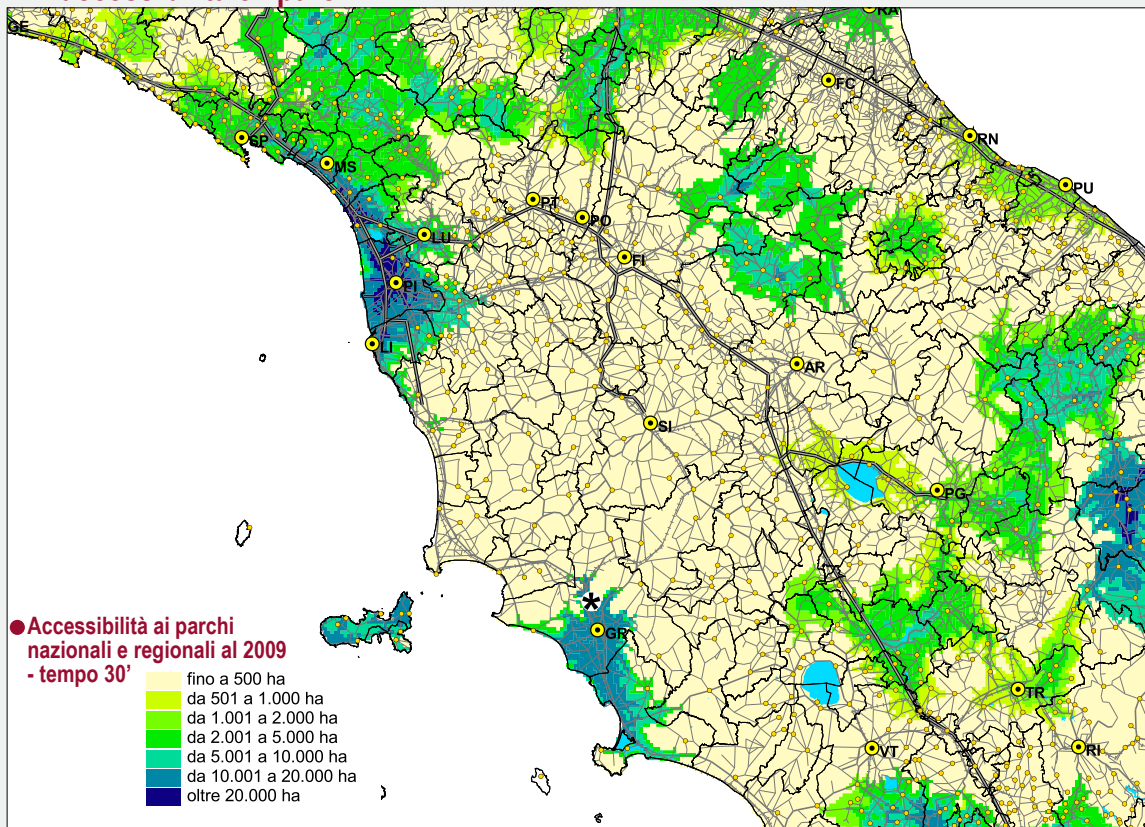 GE
RA
FC
SP
RN
MS
PU
PT
PO
LU
FI
PI
LI
AR
SI
PG
*
GR
TR
VT
RI
Accessibilità ai parchi
nazionali e regionali al 2009
- tempo 30’
fino a 500 ha
da 501 a 1.000 ha
da 1.001 a 2.000 ha
da 2.001 a 5.000 ha
da 5.001 a 10.000 ha
da 10.001 a 20.000 ha
oltre 20.000 ha